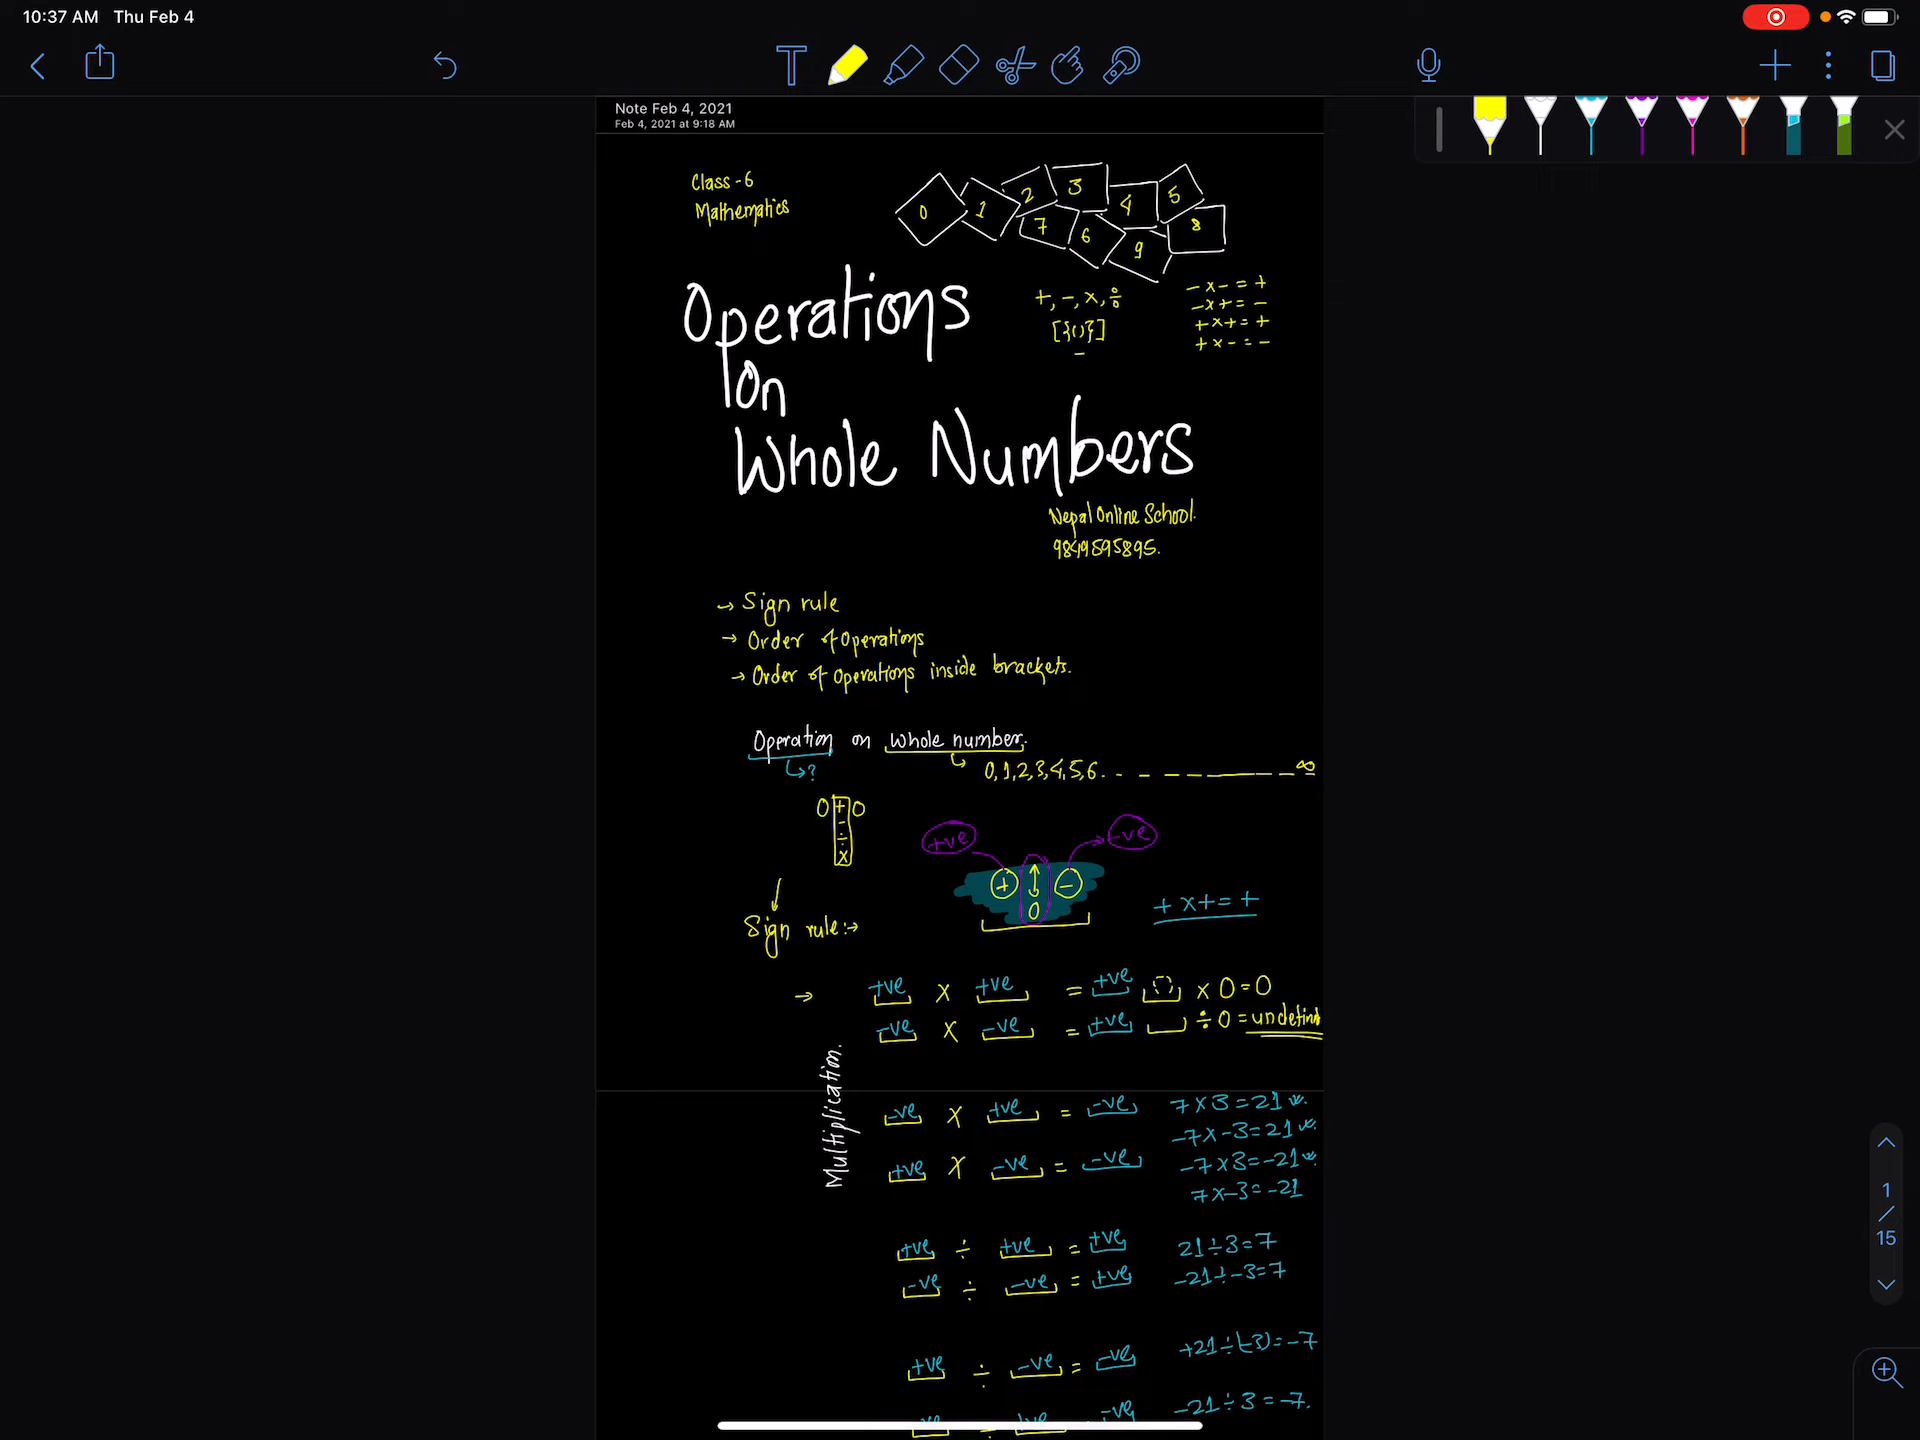 10:37 AM Thu Feb 4
Note Feb 4, 2021
Feb 4, 2021 at 9:18 AM
Class-6
Mathematics
0 1 2 3 4 5
7 6 9 8
Operations
On
Whole Numbers
+, -, x, ÷
[{()}]
-
- x - = +
- x + = -
+ x + = +
+ x - = -
Nepal Online School.
9849595895.
→ Sign rule
→ Order of Operations
→ Order of Operations inside brackets.
Operation on Whole number.
↳ ?
↳ 0,1,2,3,4,5,6. . - - - - ∞
0 + 0
-
÷
x
+ve -ve
+ ↕ -
0
+ x + = +
Sign rule :→
→ +ve x +ve = +ve x 0 = 0
-ve x -ve = +ve ÷ 0 = undefined
Multiplication.
-ve x +ve = -ve 7 x 3 = 21
-7 x -3 = 21
+ve x -ve = -ve -7 x 3 = -21
7 x -3 = -21
+ve ÷ +ve = +ve 21 ÷ 3 = 7
-ve ÷ -ve = +ve -21 ÷ -3 = 7
+ve ÷ -ve = -ve +21 ÷ (-3) = -7
-ve -21 ÷ 3 = -7.
1
/
15